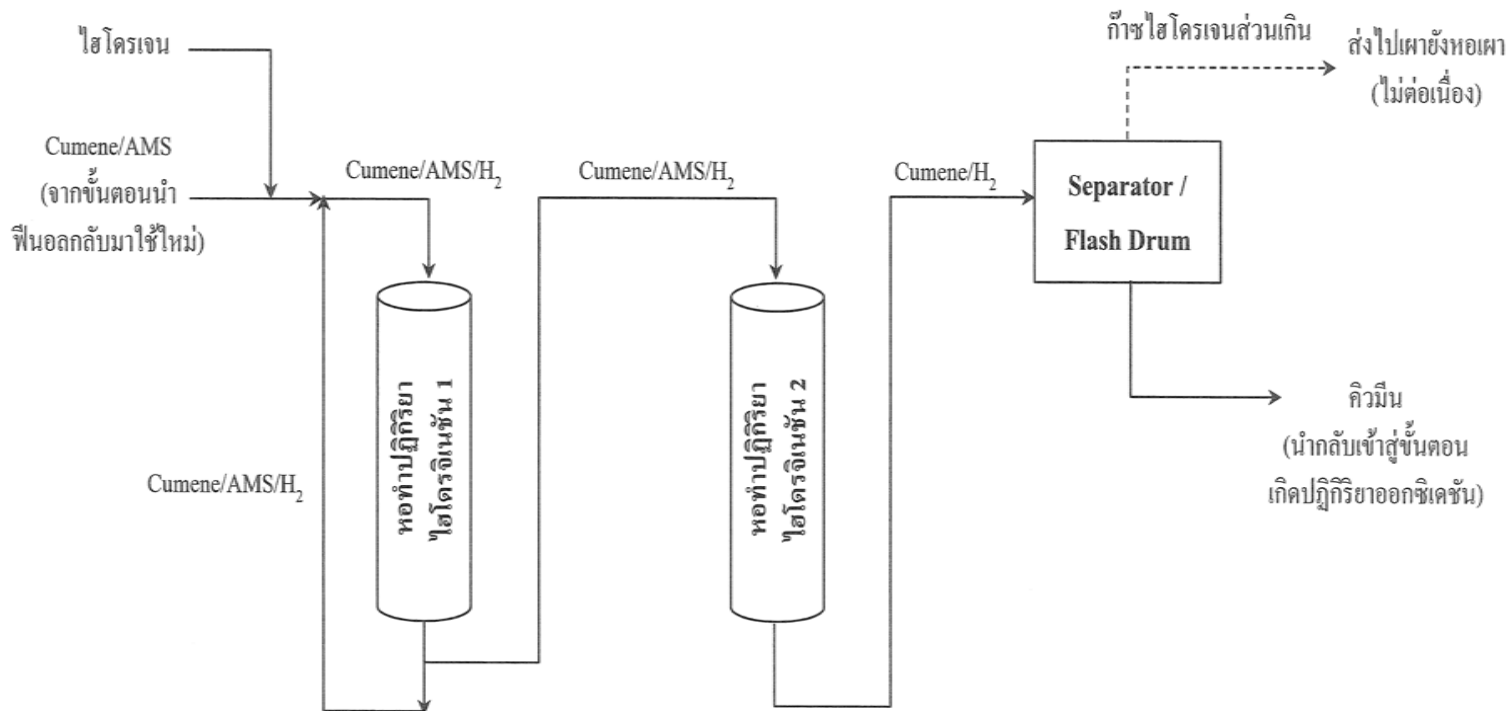 ไฮโดรเจน
Cumene/AMS
(จากขั้นตอนนำ
ฟีนอลกลับมาใช้ใหม่)
Cumene/AMS/H₂
Cumene/AMS/H₂
Cumene/H₂
ก๊าซไฮโดรเจนส่วนเกิน
ส่งไปเผายังหอเผา
(ไม่ต่อเนื่อง)
Separator /
Flash Drum
หอทำปฏิกิริยา
ไฮโดรจิเนชัน 1
หอทำปฏิกิริยา
ไฮโดรจิเนชัน 2
Cumene/AMS/H₂
คิวมีน
(นำกลับเข้าสู่ขั้นตอน
เกิดปฏิกิริยาออกซิเดชัน)